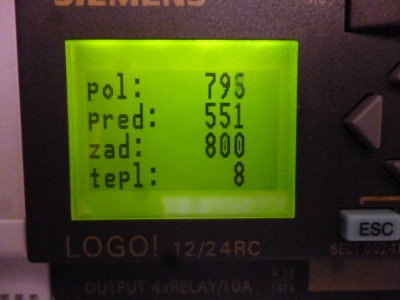 SIEMENS
pol: 795
pred: 551
zad: 800
tepl: 8
ESC
LOGO! 12/24RC
OUTPUT 4xRELAY/10A